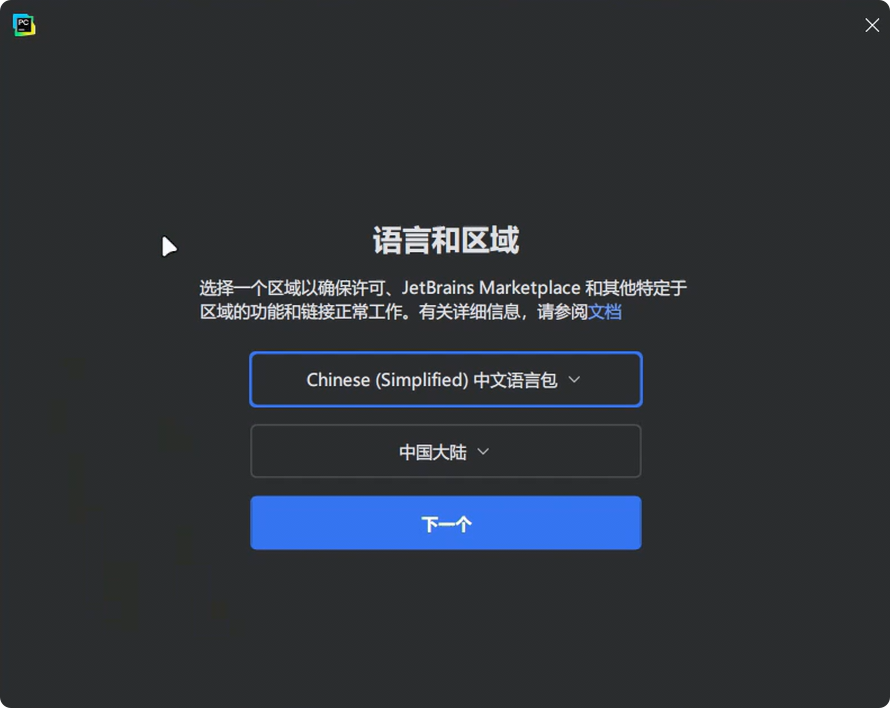 PC
语言和区域
选择一个区域以确保许可、JetBrains Marketplace 和其他特定于
区域的功能和链接正常工作。有关详细信息，请参阅文档
Chinese (Simplified) 中文语言包
中国大陆
下一个